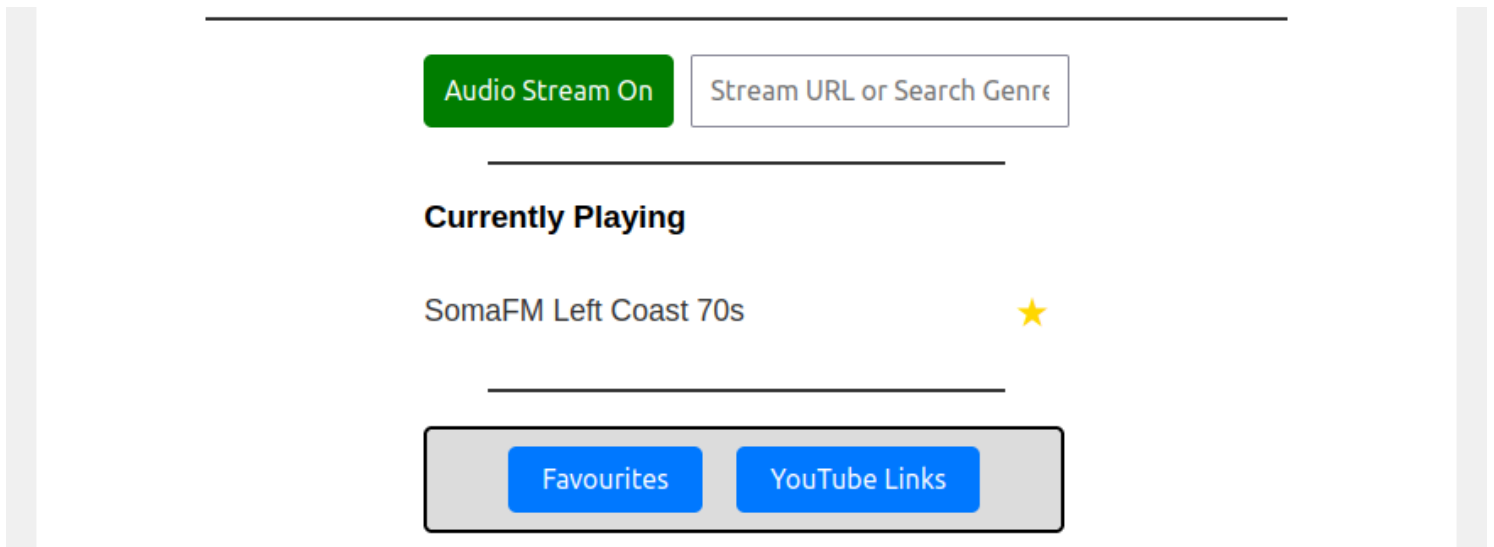 Audio Stream On Stream URL or Search Genre
Currently Playing
SomaFM Left Coast 70s
Favourites YouTube Links